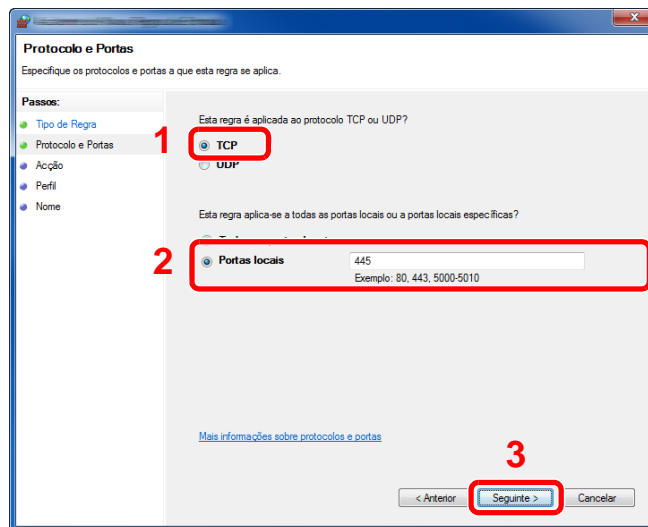 Protocolo e Portas
Especifique os protocolos e portas a que esta regra se aplica.
Passos:
Tipo de Regra
Protocolo e Portas
Acção
Perfil
Nome
Esta regra é aplicada ao protocolo TCP ou UDP?
1
TCP
UDP
Esta regra aplica-se a todas as portas locais ou a portas locais específicas?
2
Portas locais
445
Exemplo: 80, 443, 5000-5010
Mais informações sobre protocolos e portas
3
< Anterior
Seguinte >
Cancelar